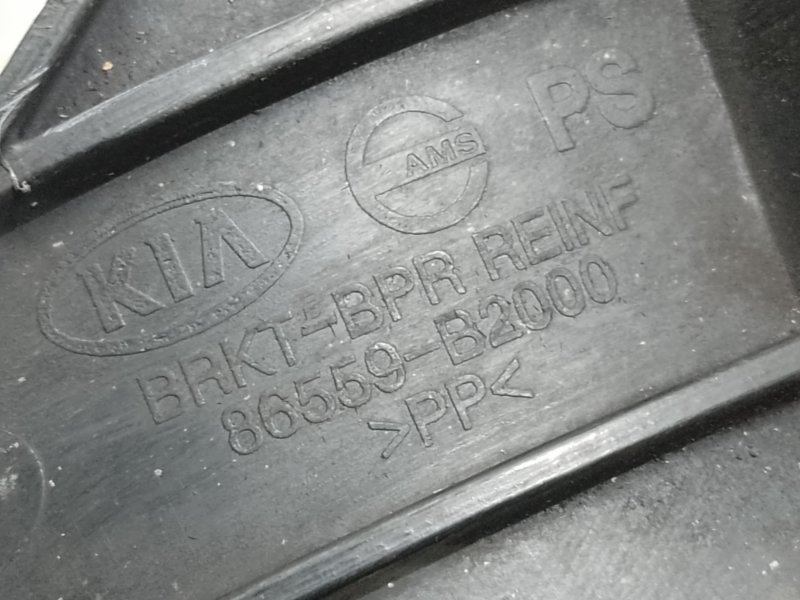 KIA
AMS
PS
BRKT-BPR REINF
86559-B2000
>PP<